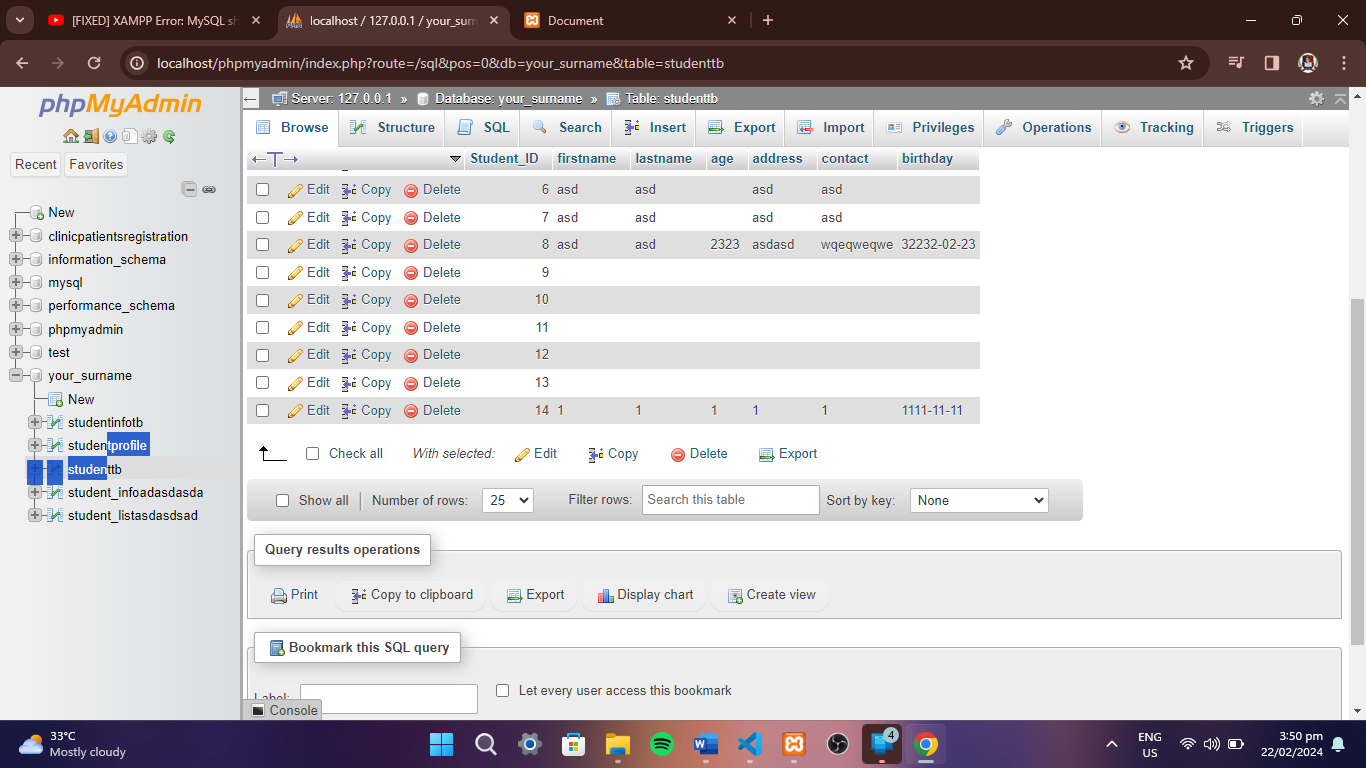 [FIXED] XAMPP Error: MySQL sh
localhost / 127.0.0.1 / your_surn
Document
localhost/phpmyadmin/index.php?route=/sql&pos=0&db=your_surname&table=studenttb
phpMyAdmin
Recent Favorites
New
clinicpatientsregistration
information_schema
mysql
performance_schema
phpmyadmin
test
your_surname
New
studentinfotb
studentprofile
studenttb
student_infoadasdasda
student_listasdasdsad
Server: 127.0.0.1 » Database: your_surname » Table: studenttb
Browse Structure SQL Search Insert Export Import Privileges Operations Tracking Triggers
Student_ID firstname lastname age address contact birthday
Edit Copy Delete 6 asd asd asd asd
Edit Copy Delete 7 asd asd asd asd
Edit Copy Delete 8 asd asd 2323 asdasd wqeqweqwe 32232-02-23
Edit Copy Delete 9
Edit Copy Delete 10
Edit Copy Delete 11
Edit Copy Delete 12
Edit Copy Delete 13
Edit Copy Delete 14 1 1 1 1 1 1111-11-11
Check all With selected: Edit Copy Delete Export
Show all Number of rows: 25 Filter rows: Search this table Sort by key: None
Query results operations
Print Copy to clipboard Export Display chart Create view
Bookmark this SQL query
Label: Let every user access this bookmark
Console
33°C
Mostly cloudy
4
ENG
US
3:50 pm
22/02/2024